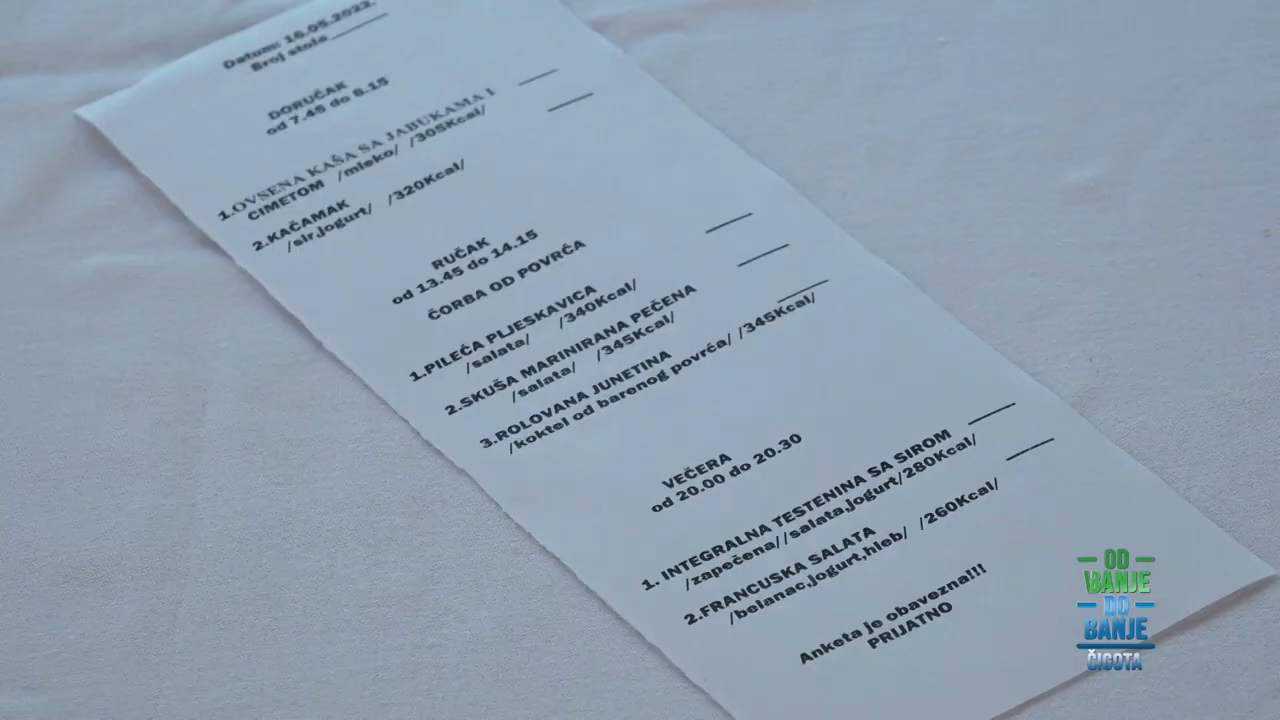 Datum: 16.05.2022.
Broj stola
DORUČAK
od 7.45 do 8.15
1.OVSENA KAŠA SA JABUKAMA I
CIMETOM /mleko/ /305Kcal/
2.KAČAMAK
/sir,jogurt/ /320Kcal/
RUČAK
od 13.45 do 14.15
ČORBA OD POVRĆA
1.PILEĆA PLJESKAVICA
/salata/ /340Kcal/
2.SKUŠA MARINIRANA PEČENA
/salata/ /345Kcal/
3.ROLOVANA JUNETINA
/koktel od barenog povrća/ /345Kcal/
VEČERA
od 20.00 do 20.30
1. INTEGRALNA TESTENINA SA SIROM
/zapečena//salata,jogurt/280Kcal/
2.FRANCUSKA SALATA
/belanac,jogurt,hleb/ /260Kcal/
Anketa je obavezna!!!
PRIJATNO
OD
BANJE
DO
BANJE
ČIGOTA